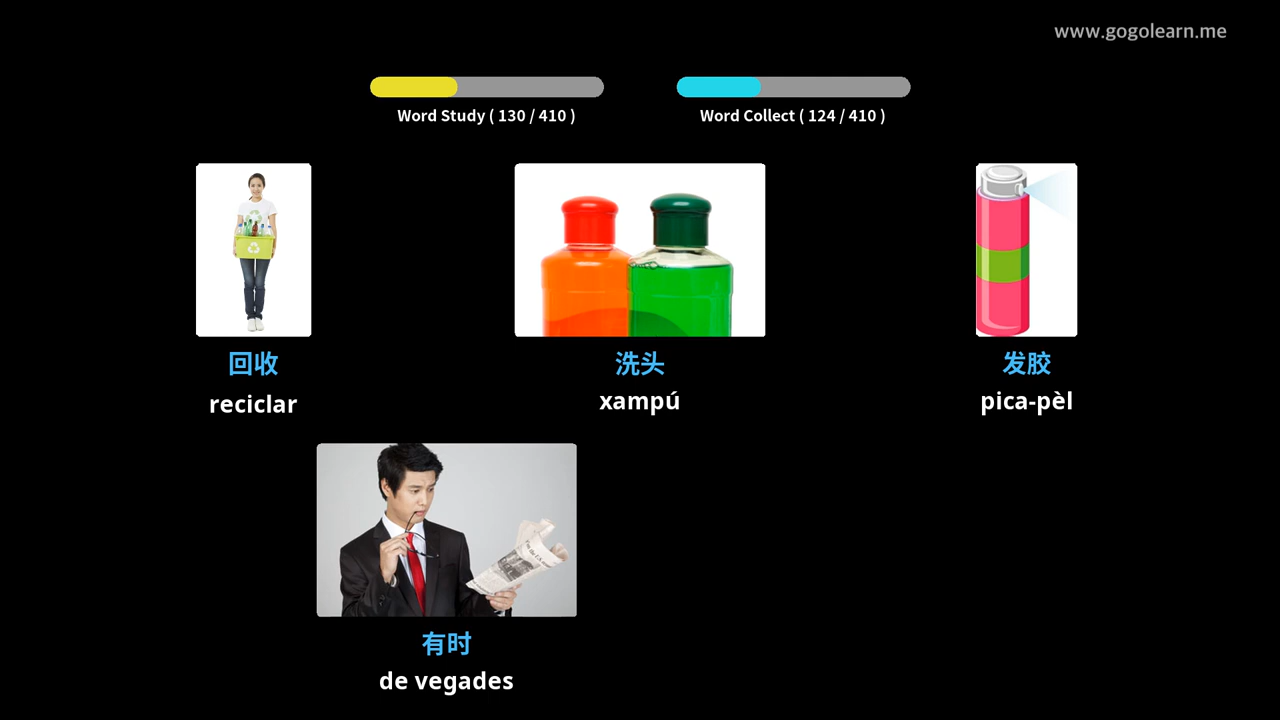 www.gogolearn.me
Word Study ( 130 / 410 )
Word Collect ( 124 / 410 )
回收
洗头
发胶
reciclar
xampú
pica-pèl
有时
de vegades